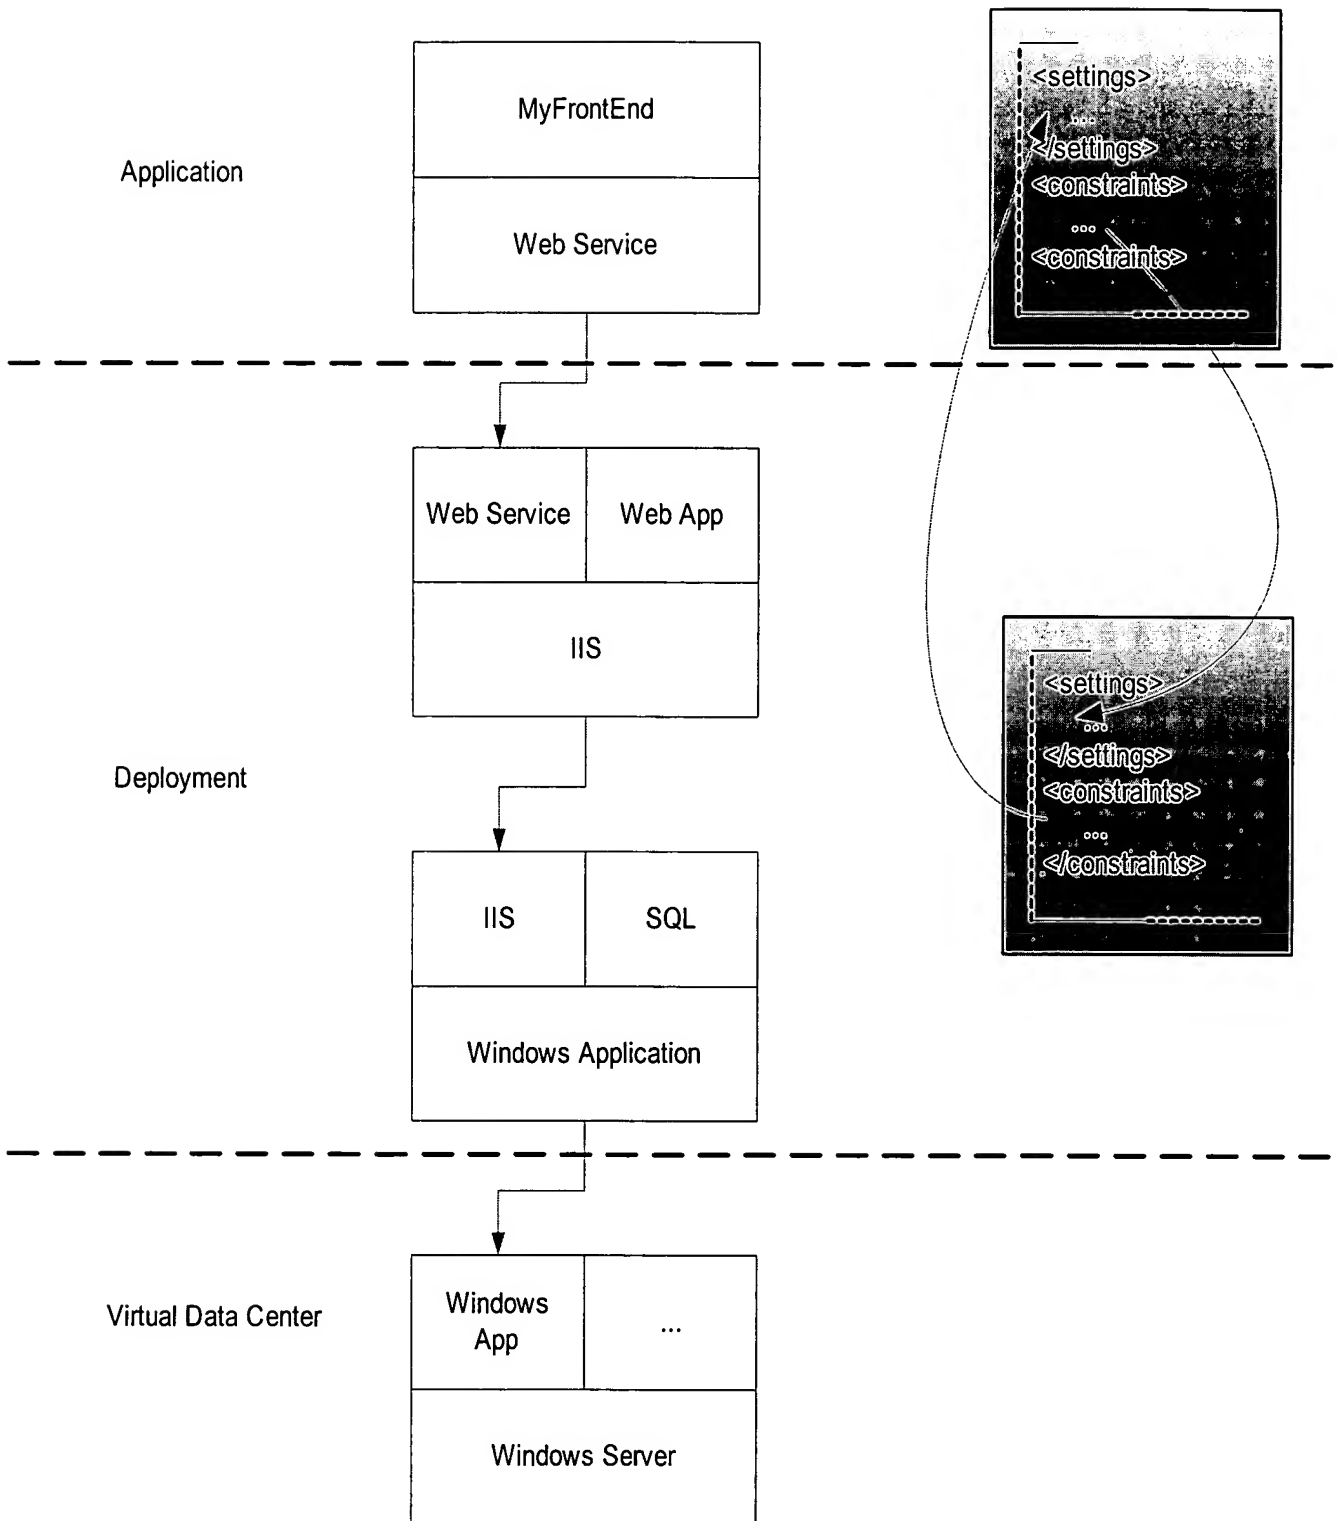 MyFrontEnd
Application
Web Service
<settings>
...
</settings>
<constraints>
...
<constraints>
Web Service
Web App
IIS
Deployment
IIS
SQL
Windows Application
<settings>
...
</settings>
<constraints>
...
</constraints>
Virtual Data Center
Windows
App
...
Windows Server